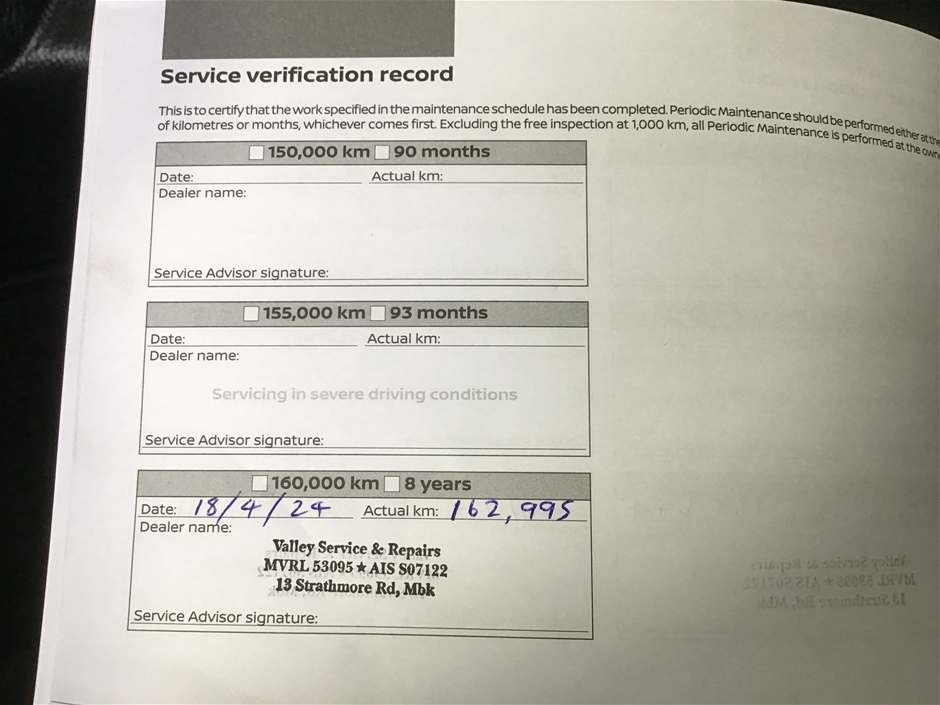 Service verification record
This is to certify that the work specified in the maintenance schedule has been completed. Periodic Maintenance should be performed either at the
of kilometres or months, whichever comes first. Excluding the free inspection at 1,000 km, all Periodic Maintenance is performed at the own
150,000 km 90 months
Date: Actual km:
Dealer name:
Service Advisor signature:
155,000 km 93 months
Date: Actual km:
Dealer name:
Servicing in severe driving conditions
Service Advisor signature:
160,000 km 8 years
Date: 18/4/24 Actual km: 162,995
Dealer name:
Valley Service & Repairs
MVRL 53095 ★ AIS S07122
13 Strathmore Rd, Mbk
Service Advisor signature: